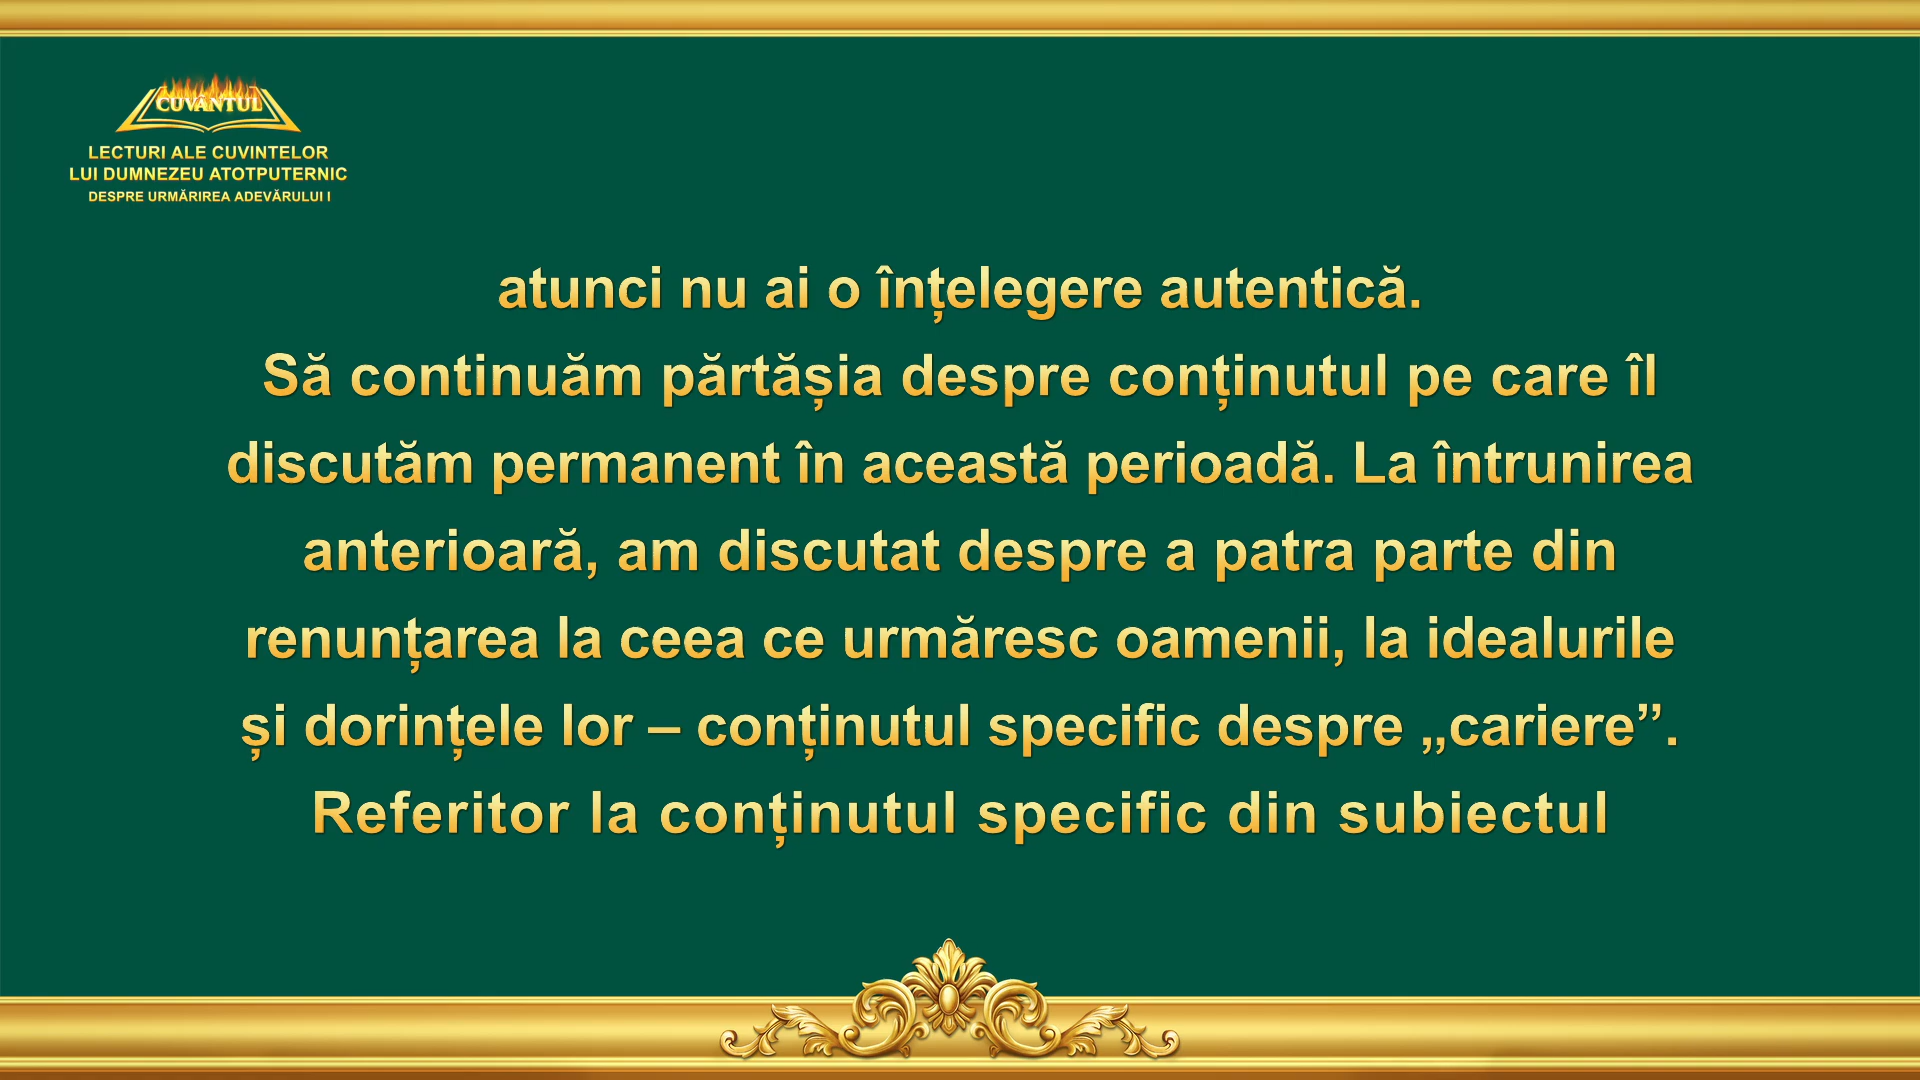 CUVÂNTUL
LECTURI ALE CUVINTELOR
LUI DUMNEZEU ATOTPUTERNIC
DESPRE URMĂRIREA ADEVĂRULUI I
atunci nu ai o înțelegere autentică.
Să continuăm părtășia despre conținutul pe care îl
discutăm permanent în această perioadă. La întrunirea
anterioară, am discutat despre a patra parte din
renunțarea la ceea ce urmăresc oamenii, la idealurile
și dorințele lor – conținutul specific despre „cariere”.
Referitor la conținutul specific din subiectul